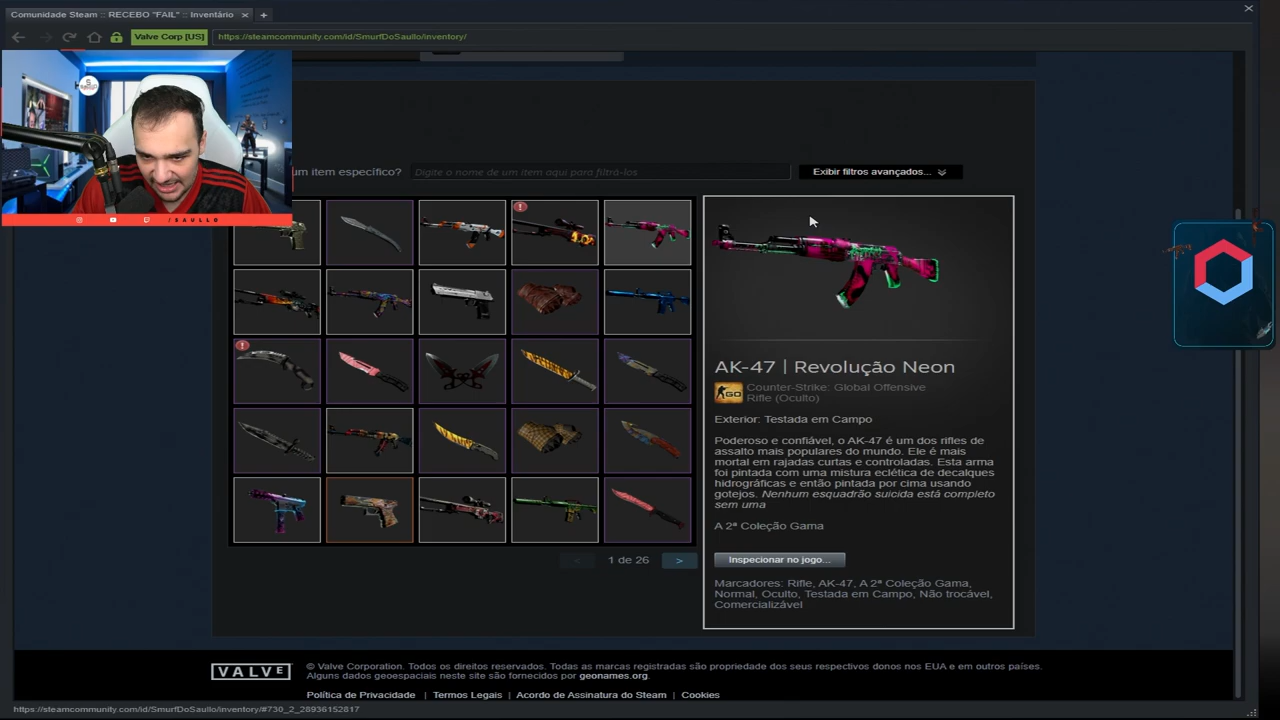 Comunidade Steam :: RECEBO "FAIL" :: Inventário
Valve Corp [US]
https://steamcommunity.com/id/SmurfDoSaullo/inventory/
um item específico?
Digite o nome de um item aqui para filtrá-los
Exibir filtros avançados...
/SAULLO
AK-47 | Revolução Neon
GO
Counter-Strike: Global Offensive
Rifle (Oculto)
Exterior: Testada em Campo
Poderoso e confiável, o AK-47 é um dos rifles de
assalto mais populares do mundo. Ele é mais
mortal em rajadas curtas e controladas. Esta arma
foi pintada com uma mistura eclética de decalques
hidrográficas e então pintada por cima usando
gotejos. Nenhum esquadrão suicida está completo
sem uma
A 2ª Coleção Gama
Inspecionar no jogo...
1 de 26
Marcadores: Rifle, AK-47, A 2ª Coleção Gama,
Normal, Oculto, Testada em Campo, Não trocável,
Comercializável
VALVE
© Valve Corporation. Todos os direitos reservados. Todas as marcas registradas são propriedade dos seus respectivos donos nos EUA e em outros países.
Alguns dados geoespaciais neste site são fornecidos por geonames.org.
Política de Privacidade | Termos Legais | Acordo de Assinatura do Steam | Cookies
https://steamcommunity.com/id/SmurfDoSaullo/inventory/#730_2_28936152817